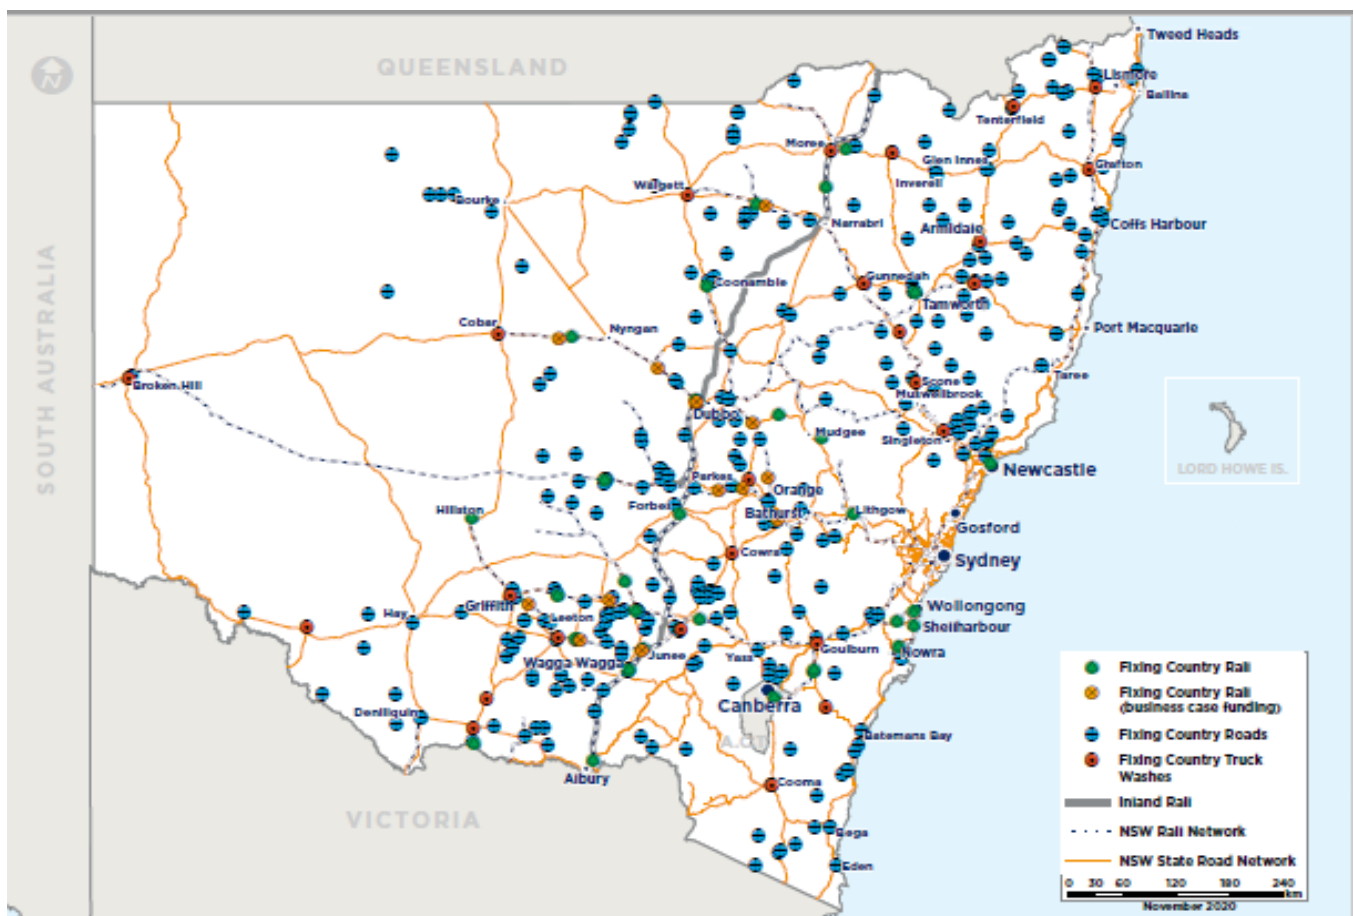 Tweed Heads
QUEENSLAND
Lismore
Ballina
Tenterfield
Moree
Glen Innes
Grafton
Walgett
Inverell
Bourke
Narrabri
Armidale
Coffs Harbour
SOUTH AUSTRALIA
Coonamble
Gunnedah
Tamworth
Cobar
Nyngan
Port Macquarie
Broken Hill
Scone
Taree
Muswellbrook
Dubbo
Mudgee
Singleton
LORD HOWE IS.
Newcastle
Parkes
Orange
Hillston
Forbes
Bathurst
Lithgow
Gosford
Cowra
Sydney
Griffith
Wollongong
Hay
Leeton
Shellharbour
Goulburn
Nowra
Wagga Wagga
Junee
Yass
Deniliquin
Canberra
A.C.T.
Batemans Bay
Albury
Cooma
VICTORIA
Bega
Eden
Fixing Country Rail
Fixing Country Rail
(business case funding)
Fixing Country Roads
Fixing Country Truck
Washes
Inland Rail
NSW Rail Network
NSW State Road Network
0 30 60 120 180 240
km
November 2020
N